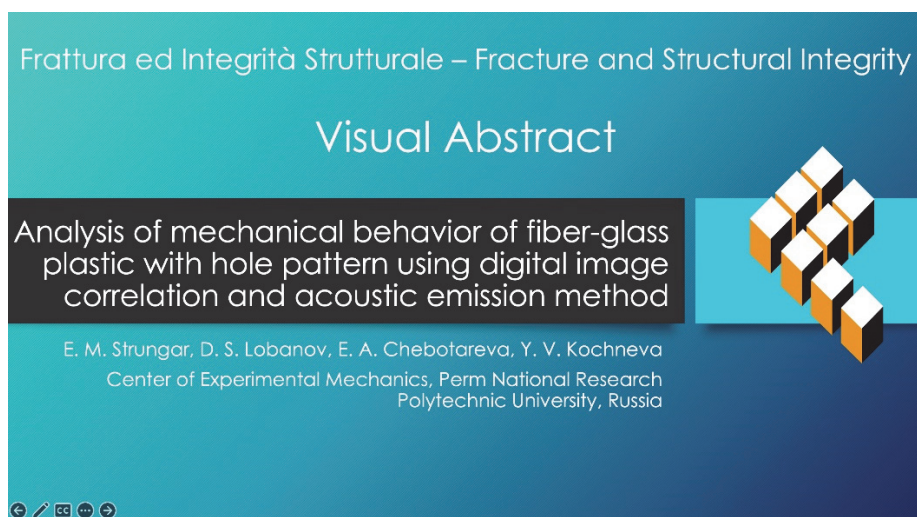 Frattura ed Integrità Strutturale – Fracture and Structural Integrity
Visual Abstract
Analysis of mechanical behavior of fiber-glass
plastic with hole pattern using digital image
correlation and acoustic emission method
E. M. Strungar, D. S. Lobanov, E. A. Chebotareva, Y. V. Kochneva
Center of Experimental Mechanics, Perm National Research
Polytechnic University, Russia
CC